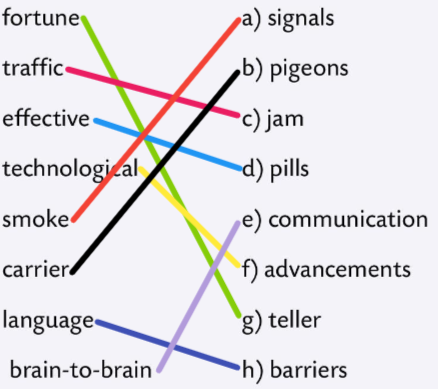 fortune a) signals
traffic b) pigeons
effective c) jam
technological d) pills
smoke e) communication
carrier f) advancements
language g) teller
brain-to-brain h) barriers